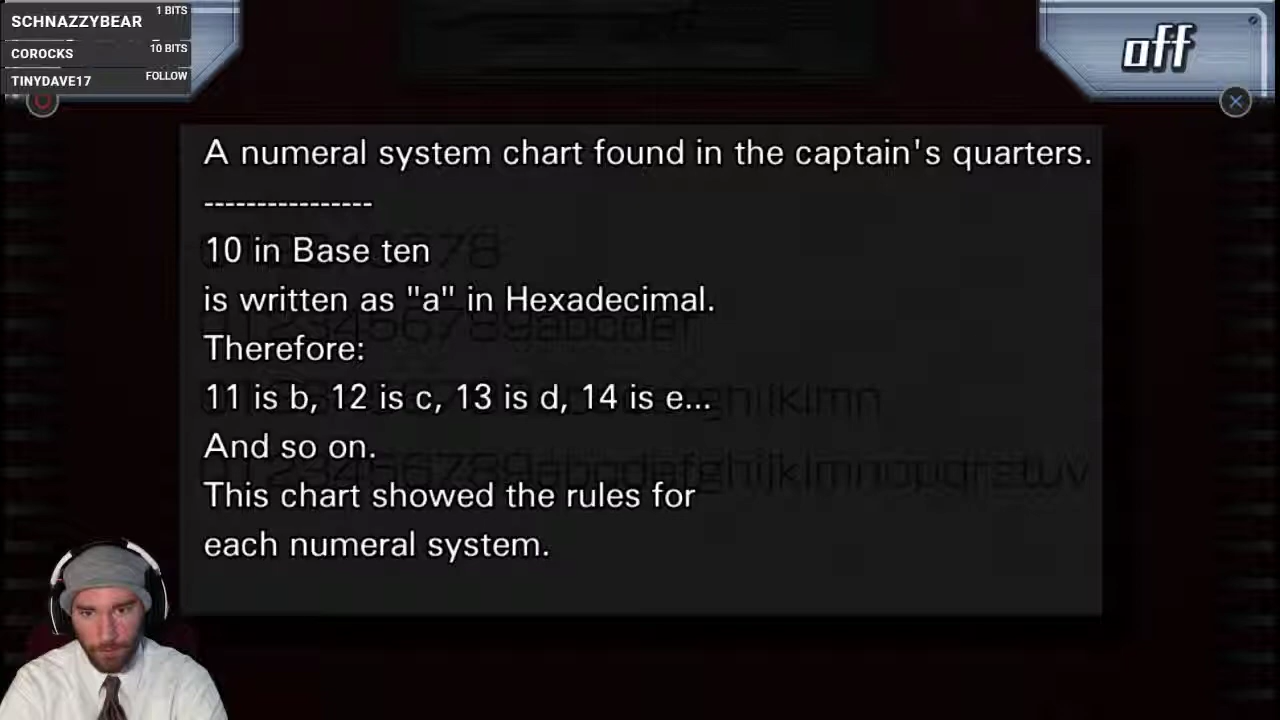 SCHNAZZYBEAR 1 BITS
COROCKS 10 BITS
TINYDAVE17 FOLLOW
off
A numeral system chart found in the captain's quarters.
----------------
10 in Base ten
is written as "a" in Hexadecimal.
Therefore:
11 is b, 12 is c, 13 is d, 14 is e...
And so on.
This chart showed the rules for
each numeral system.